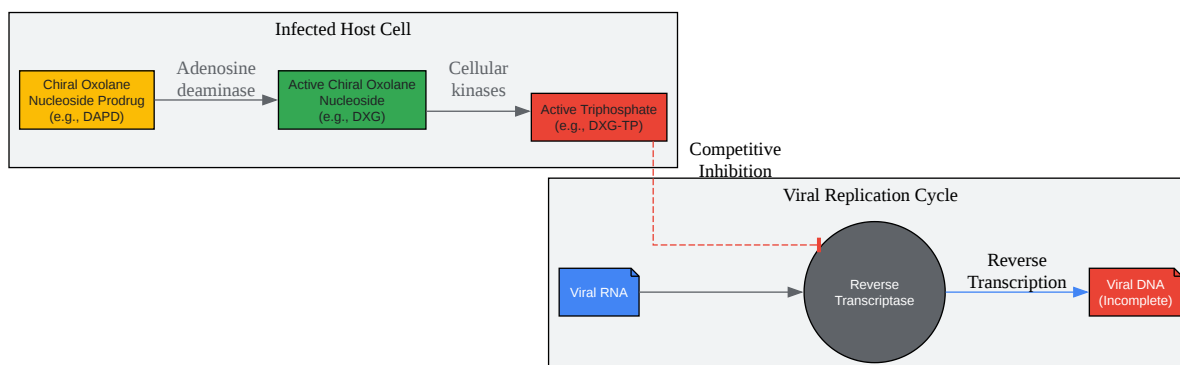 Infected Host Cell
Chiral Oxolane
Nucleoside Prodrug
(e.g., DAPD)
Adenosine
deaminase
Active Chiral Oxolane
Nucleoside
(e.g., DXG)
Cellular
kinases
Active Triphosphate
(e.g., DXG-TP)
Competitive
Inhibition
Viral Replication Cycle
Viral RNA
Reverse
Transcriptase
Reverse
Transcription
Viral DNA
(Incomplete)